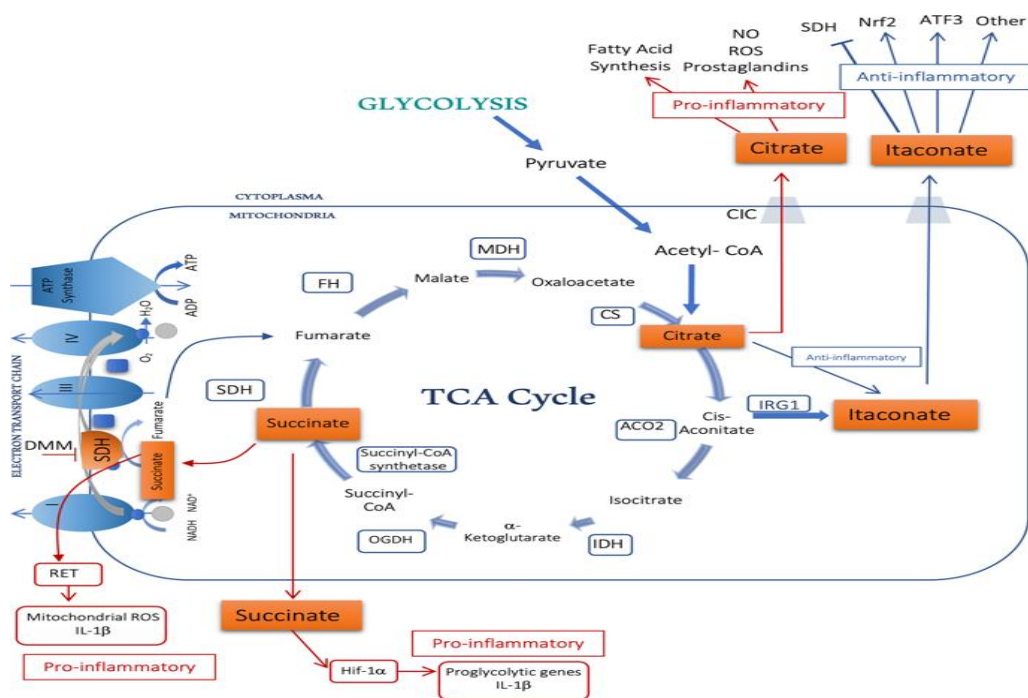 SDH
Nrf2
ATF3
Other
Anti-inflammatory
Itaconate
Fatty Acid
Synthesis
NO
ROS
Prostaglandins
Pro-inflammatory
Citrate
GLYCOLYSIS
Pyruvate
CYTOPLASMA
MITOCHONDRIA
CIC
Acetyl- CoA
MDH
Malate
Oxaloacetate
FH
CS
Citrate
Fumarate
Anti-inflammatory
TCA Cycle
SDH
Succinate
Cis-
Aconitate
IRG1
Itaconate
ACO2
Succinyl-CoA
synthetase
Isocitrate
Succinyl-
CoA
α-
Ketoglutarate
OGDH
IDH
ELECTRON TRANSPORT CHAIN
ATP
Synthase
ATP
ADP
IV
H₂O
O₂
III
Fumarate
DMM
SDH
Succinate
I
NADH
NAD⁺
RET
Mitochondrial ROS
IL-1β
Pro-inflammatory
Succinate
Hif-1α
Pro-inflammatory
Proglycolytic genes
IL-1β